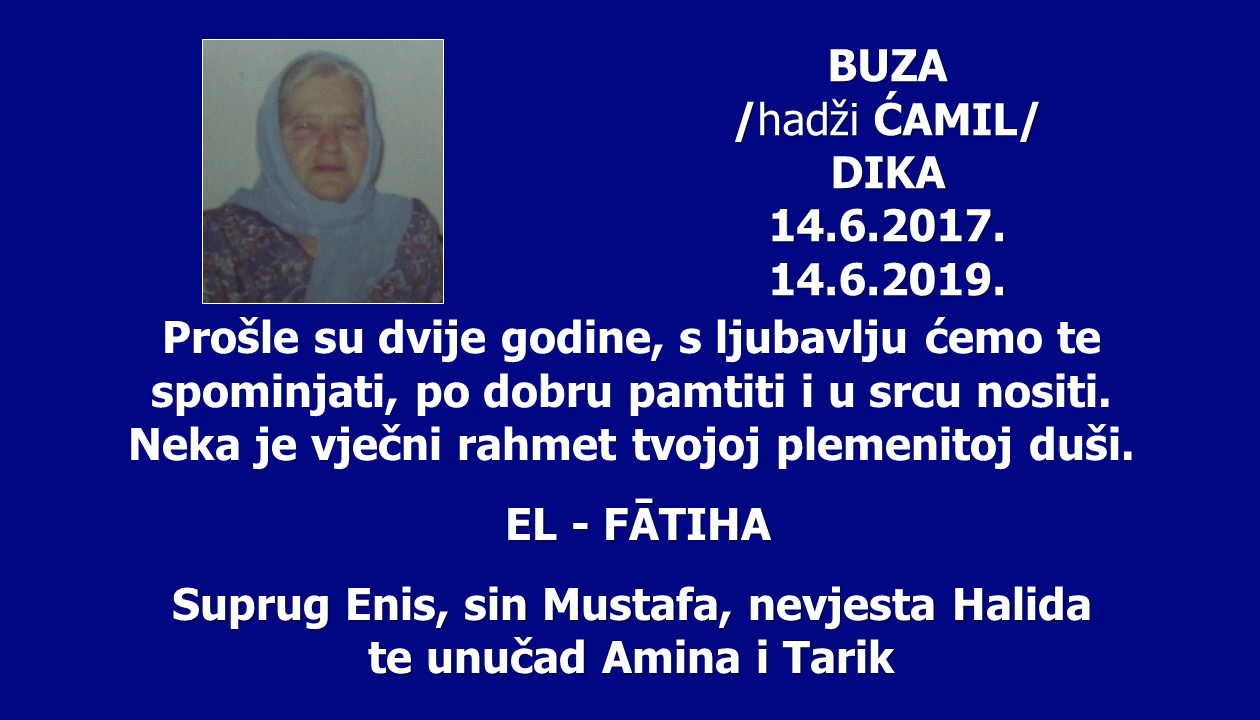 BUZA
/hadži ĆAMIL/
DIKA
14.6.2017.
14.6.2019.
Prošle su dvije godine, s ljubavlju ćemo te
spominjati, po dobru pamtiti i u srcu nositi.
Neka je vječni rahmet tvojoj plemenitoj duši.
EL - FĀTIHA
Suprug Enis, sin Mustafa, nevjesta Halida
te unučad Amina i Tarik